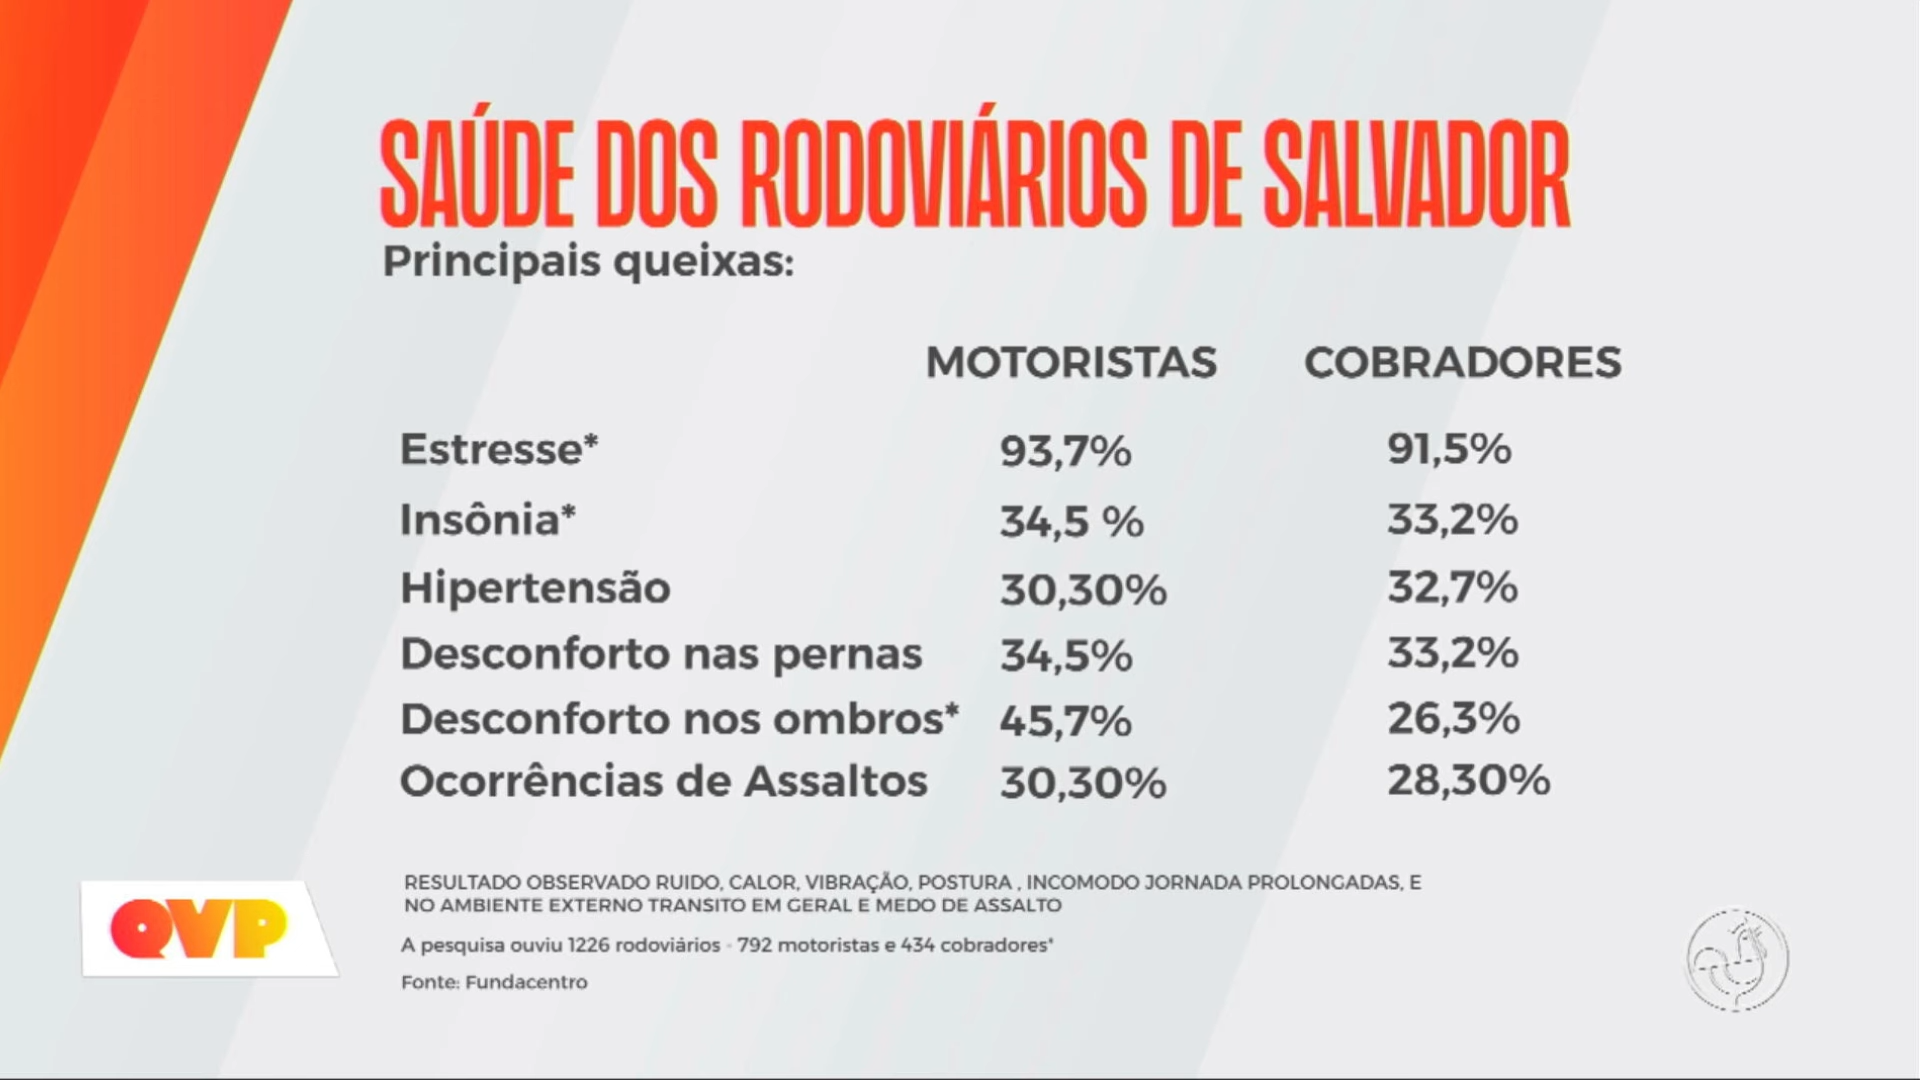 SAÚDE DOS RODOVIÁRIOS DE SALVADOR
Principais queixas:
MOTORISTAS COBRADORES
Estresse* 93,7% 91,5%
Insônia* 34,5 % 33,2%
Hipertensão 30,30% 32,7%
Desconforto nas pernas 34,5% 33,2%
Desconforto nos ombros* 45,7% 26,3%
Ocorrências de Assaltos 30,30% 28,30%
RESULTADO OBSERVADO RUIDO, CALOR, VIBRAÇÃO, POSTURA , INCOMODO JORNADA PROLONGADAS, E
NO AMBIENTE EXTERNO TRANSITO EM GERAL E MEDO DE ASSALTO
A pesquisa ouviu 1226 rodoviários - 792 motoristas e 434 cobradores*
Fonte: Fundacentro
QVP